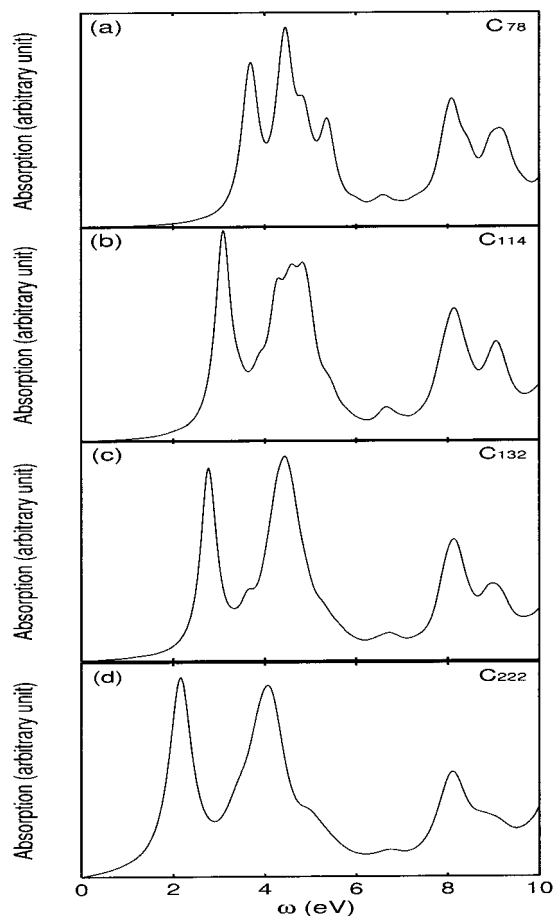 (a)
C78
Absorption (arbitrary unit)
(b)
C114
Absorption (arbitrary unit)
(c)
C132
Absorption (arbitrary unit)
(d)
C222
Absorption (arbitrary unit)
0 2 4 6 8 10
ω (eV)